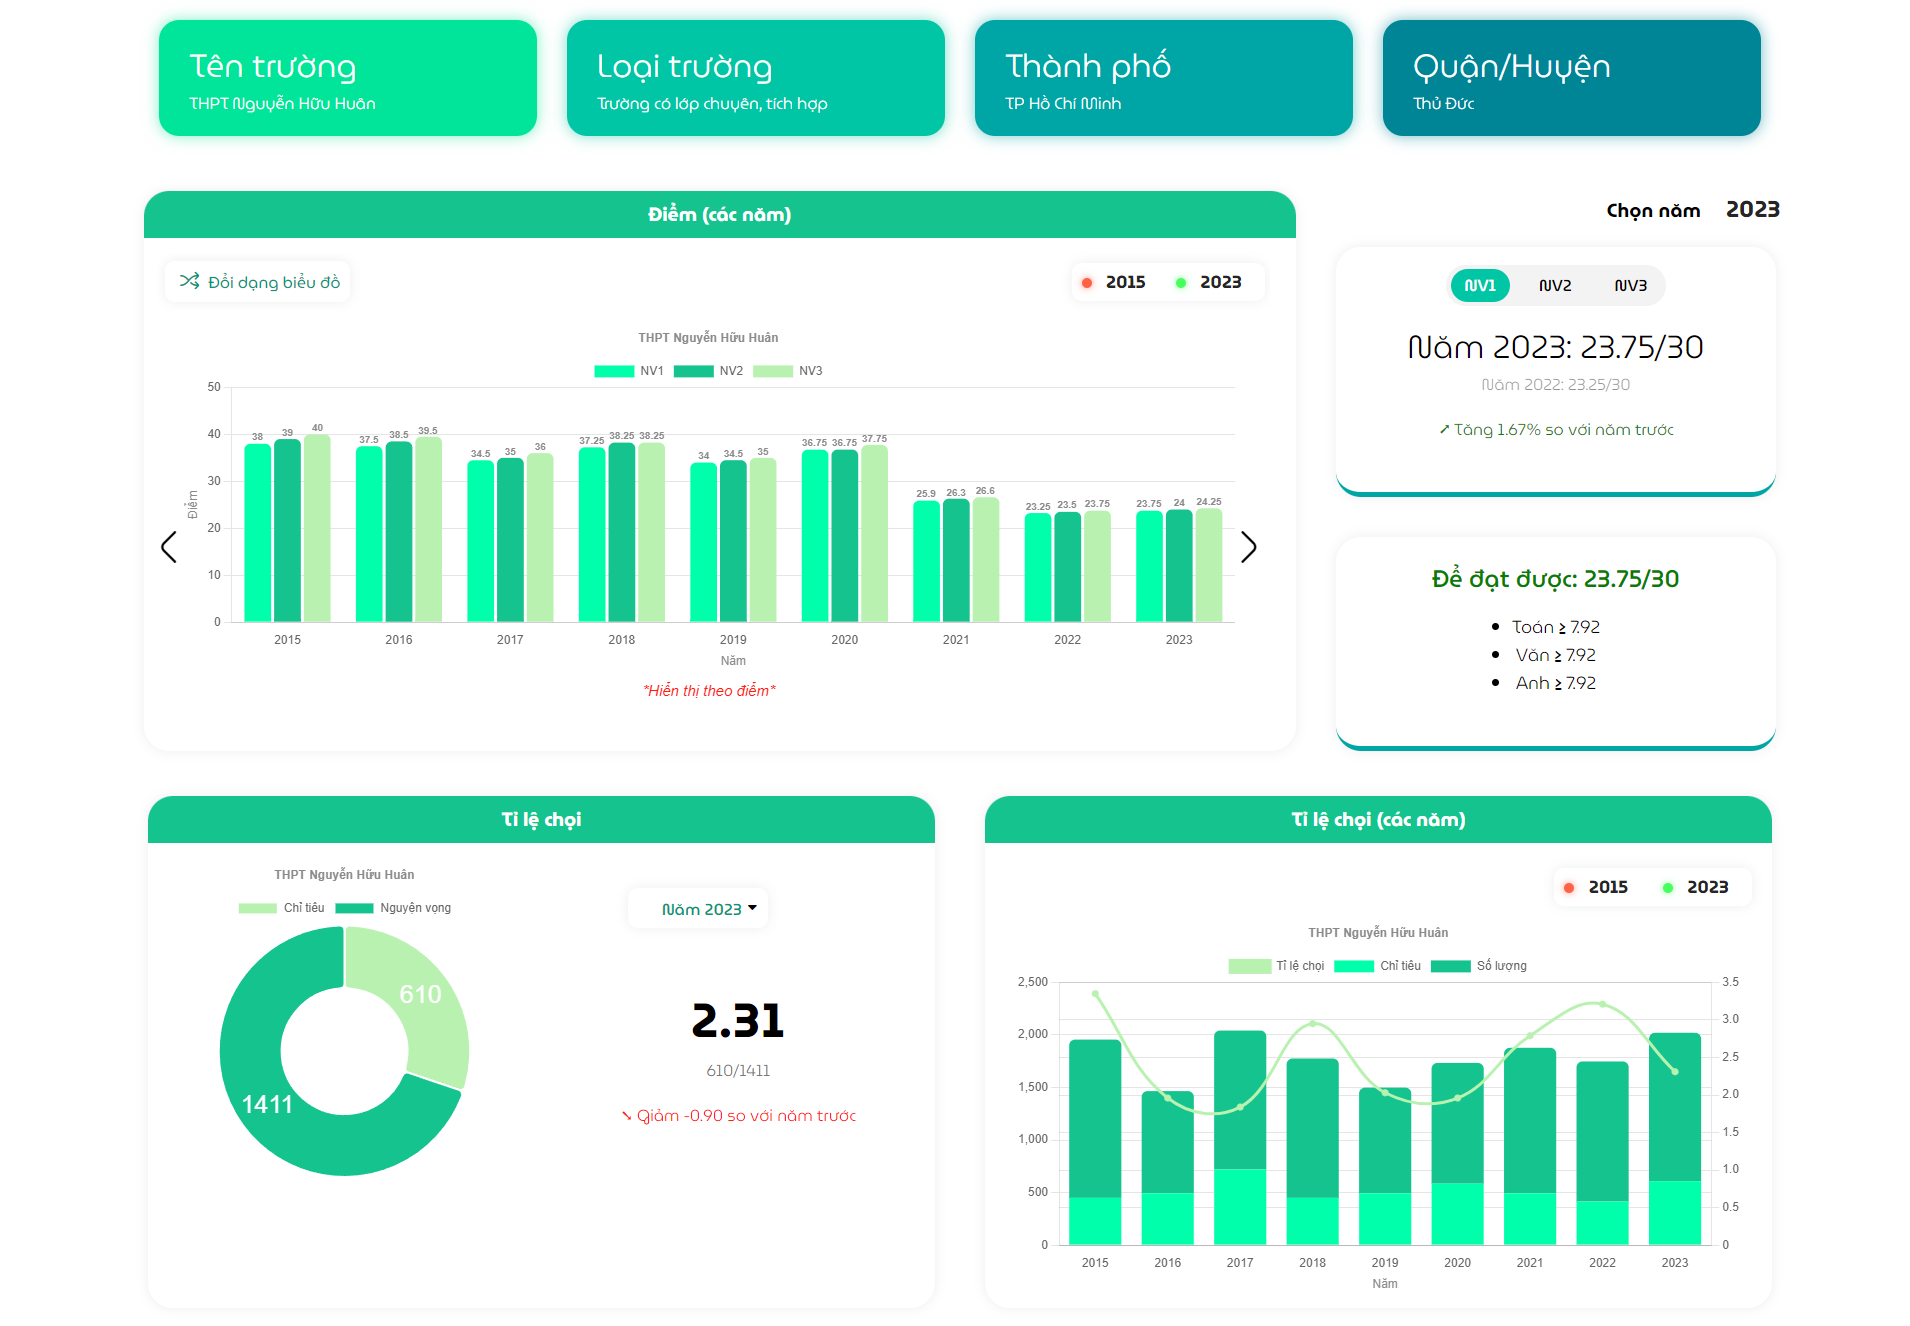 Tên trường
THPT Nguyễn Hữu Huân
Loại trường
Trường có lớp chuyên, tích hợp
Thành phố
TP Hồ Chí Minh
Quận/Huyện
Thủ Đức
Điểm (các năm)
Đổi dạng biểu đồ
2015 2023
THPT Nguyễn Hữu Huân
NV1 NV2 NV3
50
40
30
20
10
0
Điểm
38 39 40
37.5 38.5 39.5
34.5 35 36
37.25 38.25 38.25
34 34.5 35
36.75 36.75 37.75
25.9 26.3 26.6
23.25 23.5 23.75
23.75 24 24.25
2015 2016 2017 2018 2019 2020 2021 2022 2023
Năm
*Hiển thị theo điểm*
Chọn năm 2023
NV1 NV2 NV3
Năm 2023: 23.75/30
Năm 2022: 23.25/30
Tăng 1.67% so với năm trước
Để đạt được: 23.75/30
Toán ≥ 7.92
Văn ≥ 7.92
Anh ≥ 7.92
Tỉ lệ chọi
THPT Nguyễn Hữu Huân
Chỉ tiêu Nguyện vọng
610
1411
Năm 2023
2.31
610/1411
Giảm -0.90 so với năm trước
Tỉ lệ chọi (các năm)
2015 2023
THPT Nguyễn Hữu Huân
Tỉ lệ chọi Chỉ tiêu Số lượng
2,500
2,000
1,500
1,000
500
0
3.5
3.0
2.5
2.0
1.5
1.0
0.5
0
2015 2016 2017 2018 2019 2020 2021 2022 2023
Năm